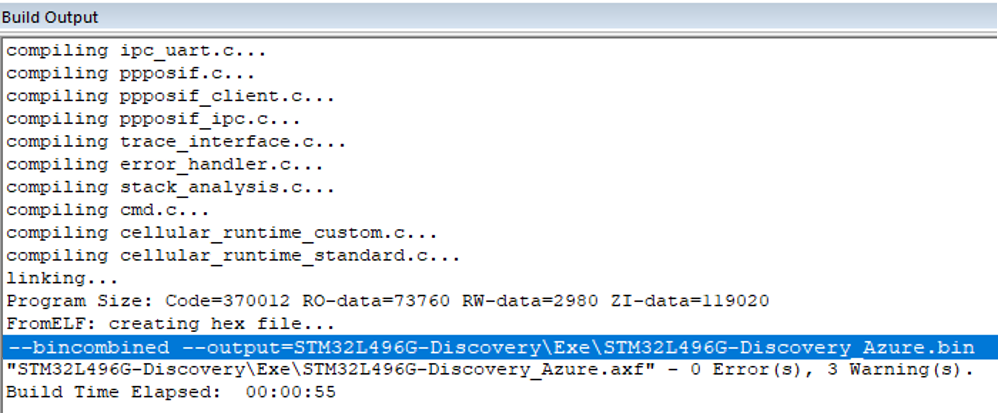 Build Output
compiling ipc_uart.c...
compiling ppposif.c...
compiling ppposif_client.c...
compiling ppposif_ipc.c...
compiling trace_interface.c...
compiling error_handler.c...
compiling stack_analysis.c...
compiling cmd.c...
compiling cellular_runtime_custom.c...
compiling cellular_runtime_standard.c...
linking...
Program Size: Code=370012 RO-data=73760 RW-data=2980 ZI-data=119020
FromELF: creating hex file...
--bincombined --output=STM32L496G-Discovery\Exe\STM32L496G-Discovery_Azure.bin
"STM32L496G-Discovery\Exe\STM32L496G-Discovery_Azure.axf" - 0 Error(s), 3 Warning(s).
Build Time Elapsed:  00:00:55